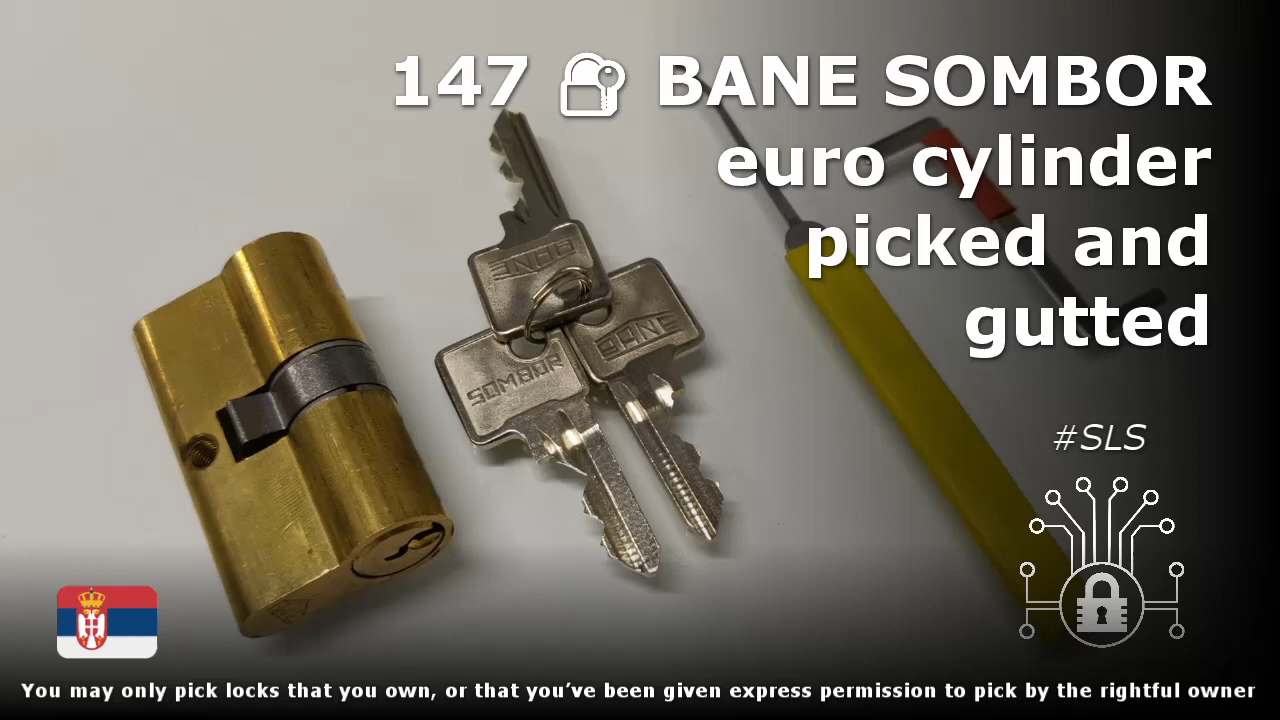 147 BANE SOMBOR
euro cylinder
picked and
gutted
BANE
SOMBOR
BANE
#SLS
You may only pick locks that you own, or that you’ve been given express permission to pick by the rightful owner